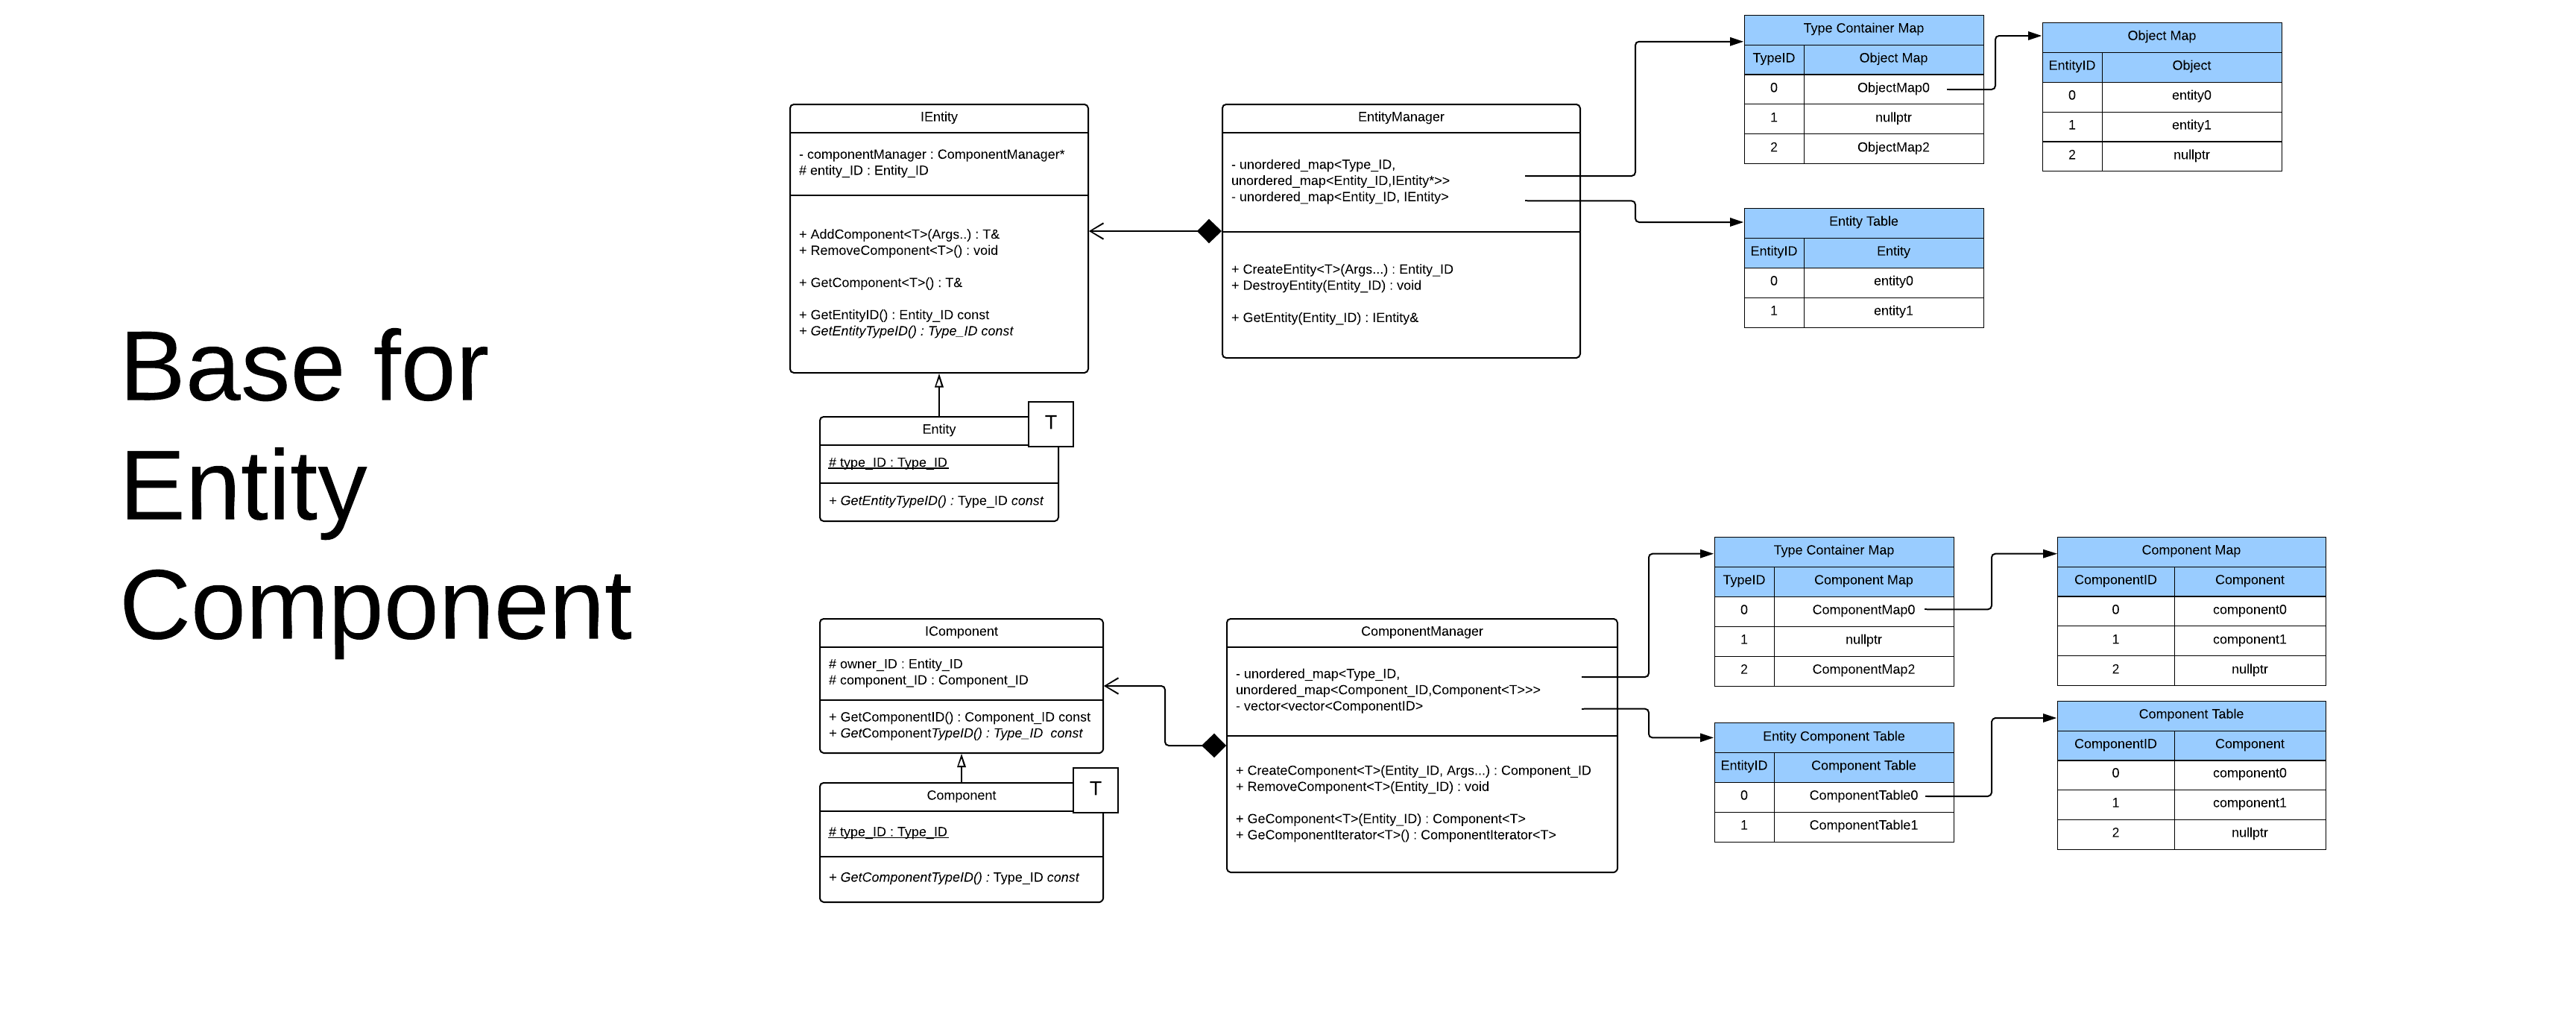 Base for
Entity
Component
IEntity
- componentManager : ComponentManager*
# entity_ID : Entity_ID
+ AddComponent<T>(Args..) : T&
+ RemoveComponent<T>() : void
+ GetComponent<T>() : T&
+ GetEntityID() : Entity_ID const
+ GetEntityTypeID() : Type_ID const
Entity
T
# type_ID : Type_ID
+ GetEntityTypeID() : Type_ID const
EntityManager
- unordered_map<Type_ID,
unordered_map<Entity_ID,IEntity*>>
- unordered_map<Entity_ID, IEntity>
+ CreateEntity<T>(Args...) : Entity_ID
+ DestroyEntity(Entity_ID) : void
+ GetEntity(Entity_ID) : IEntity&
Type Container Map
TypeID Object Map
0 ObjectMap0
1 nullptr
2 ObjectMap2
Object Map
EntityID Object
0 entity0
1 entity1
2 nullptr
Entity Table
EntityID Entity
0 entity0
1 entity1
IComponent
# owner_ID : Entity_ID
# component_ID : Component_ID
+ GetComponentID() : Component_ID const
+ GetComponentTypeID() : Type_ID const
Component
T
# type_ID : Type_ID
+ GetComponentTypeID() : Type_ID const
ComponentManager
- unordered_map<Type_ID,
unordered_map<Component_ID,Component<T>>>
- vector<vector<ComponentID>
+ CreateComponent<T>(Entity_ID, Args...) : Component_ID
+ RemoveComponent<T>(Entity_ID) : void
+ GeComponent<T>(Entity_ID) : Component<T>
+ GeComponentIterator<T>() : ComponentIterator<T>
Type Container Map
TypeID Component Map
0 ComponentMap0
1 nullptr
2 ComponentMap2
Component Map
ComponentID Component
0 component0
1 component1
2 nullptr
Entity Component Table
EntityID Component Table
0 ComponentTable0
1 ComponentTable1
Component Table
ComponentID Component
0 component0
1 component1
2 nullptr